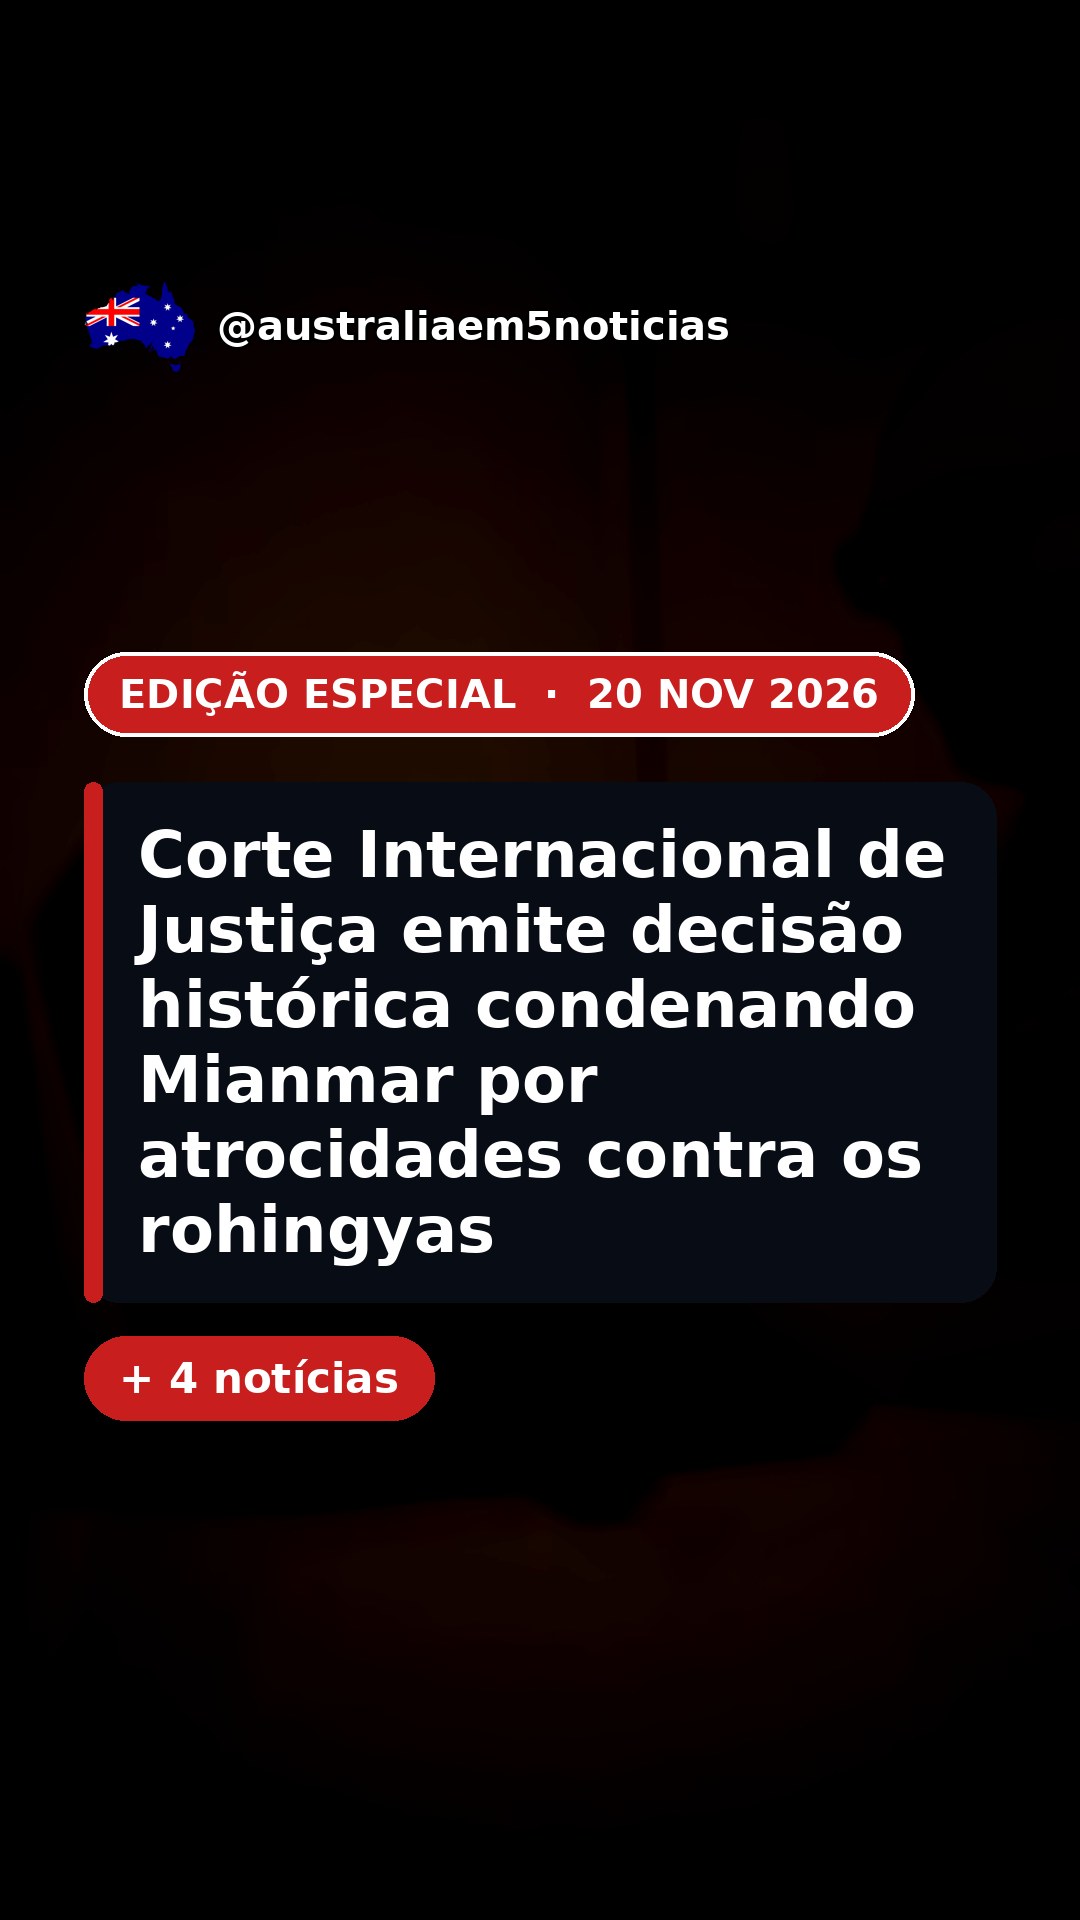 @australiaem5noticias
EDIÇÃO ESPECIAL · 20 NOV 2026
Corte Internacional de
Justiça emite decisão
histórica condenando
Mianmar por
atrocidades contra os
rohingyas
+ 4 notícias